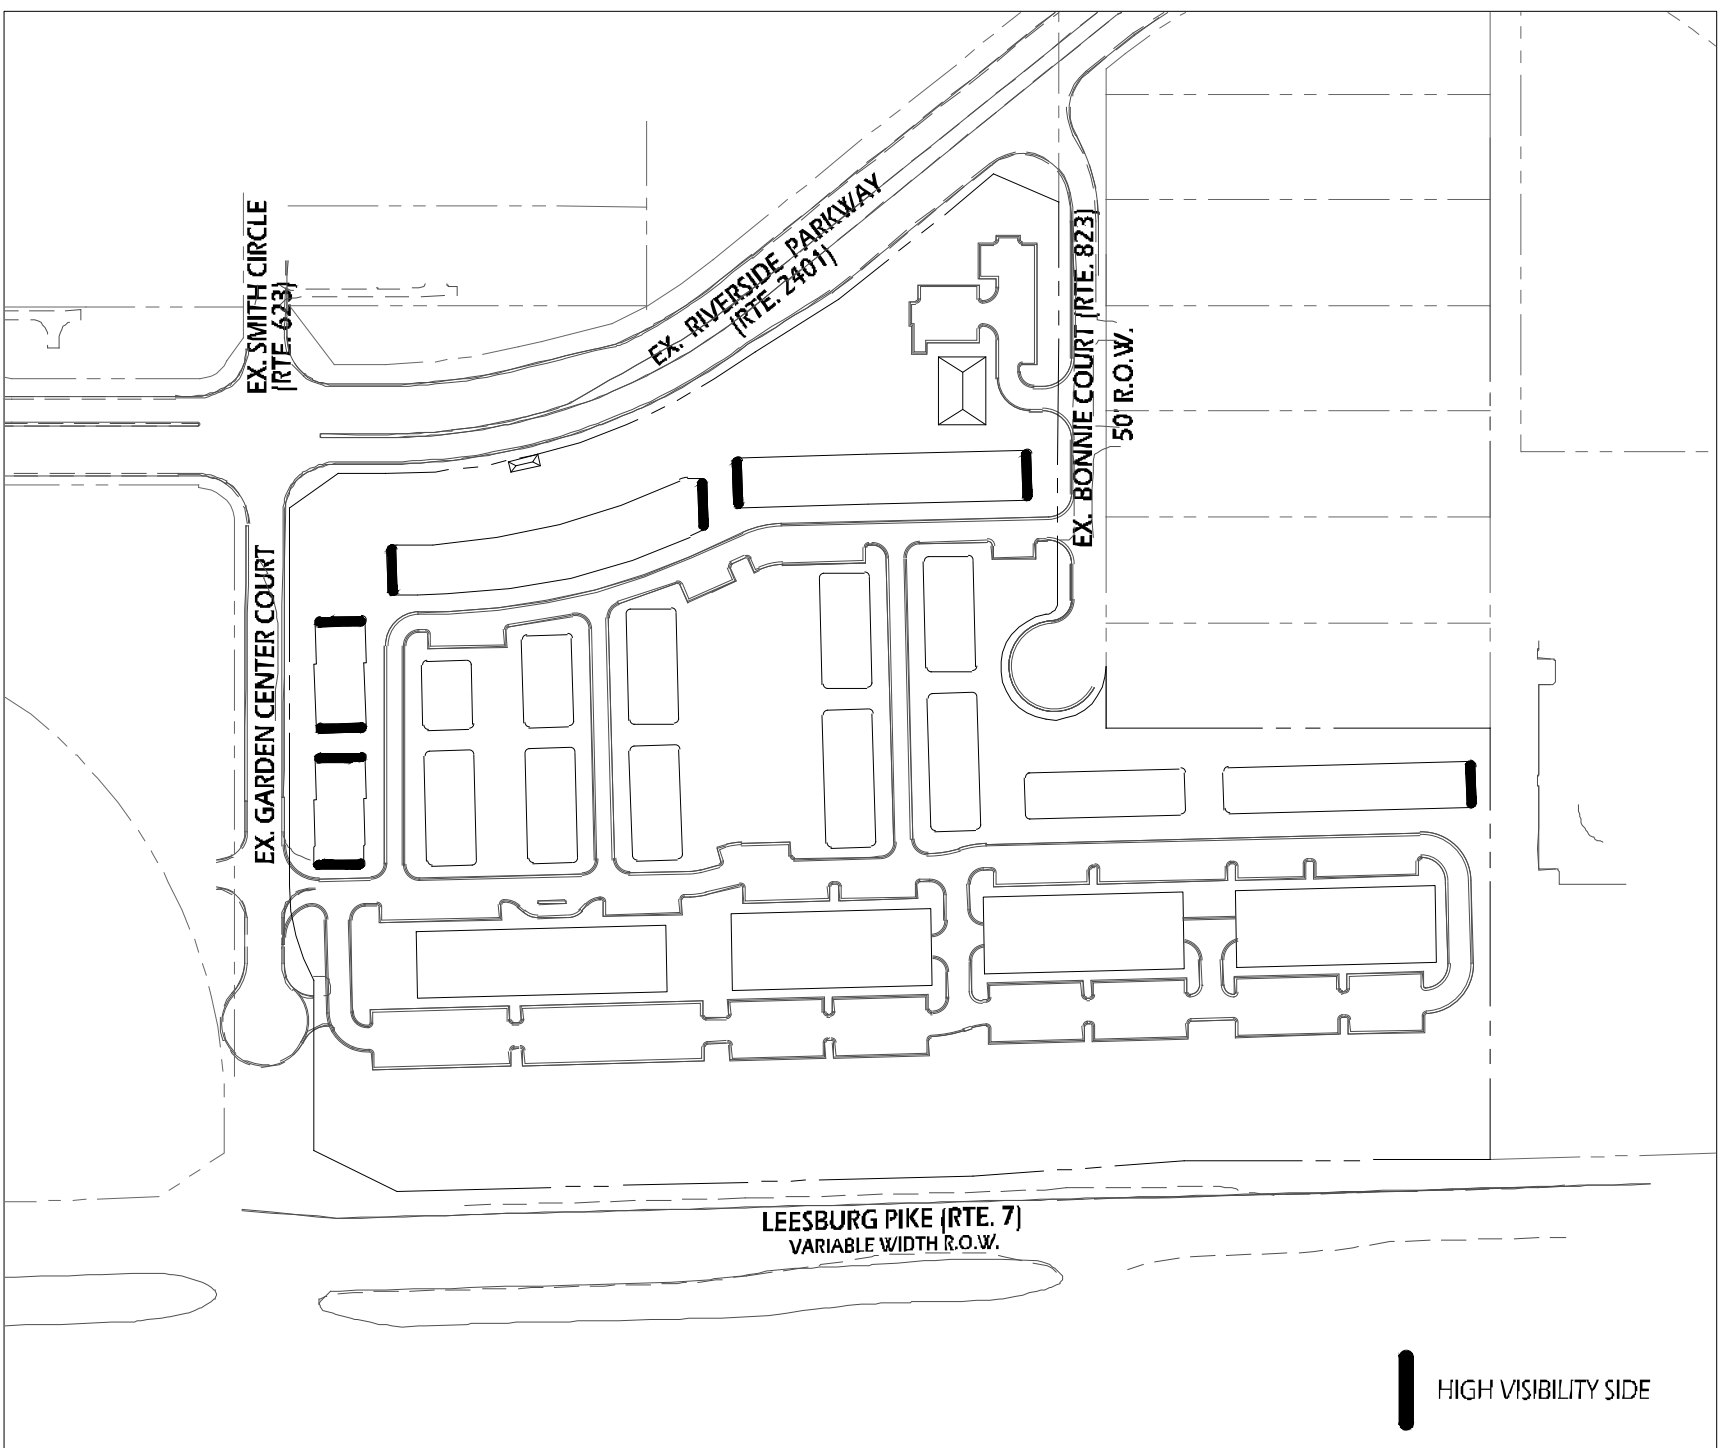 EX. SMITH CIRCLE
(RTE. 623)
EX. RIVERSIDE PARKWAY
(RTE. 2401)
EX. BONNIE COURT (RTE. 823)
50' R.O.W.
EX. GARDEN CENTER COURT
LEESBURG PIKE (RTE. 7)
VARIABLE WIDTH R.O.W.
HIGH VISIBILITY SIDE